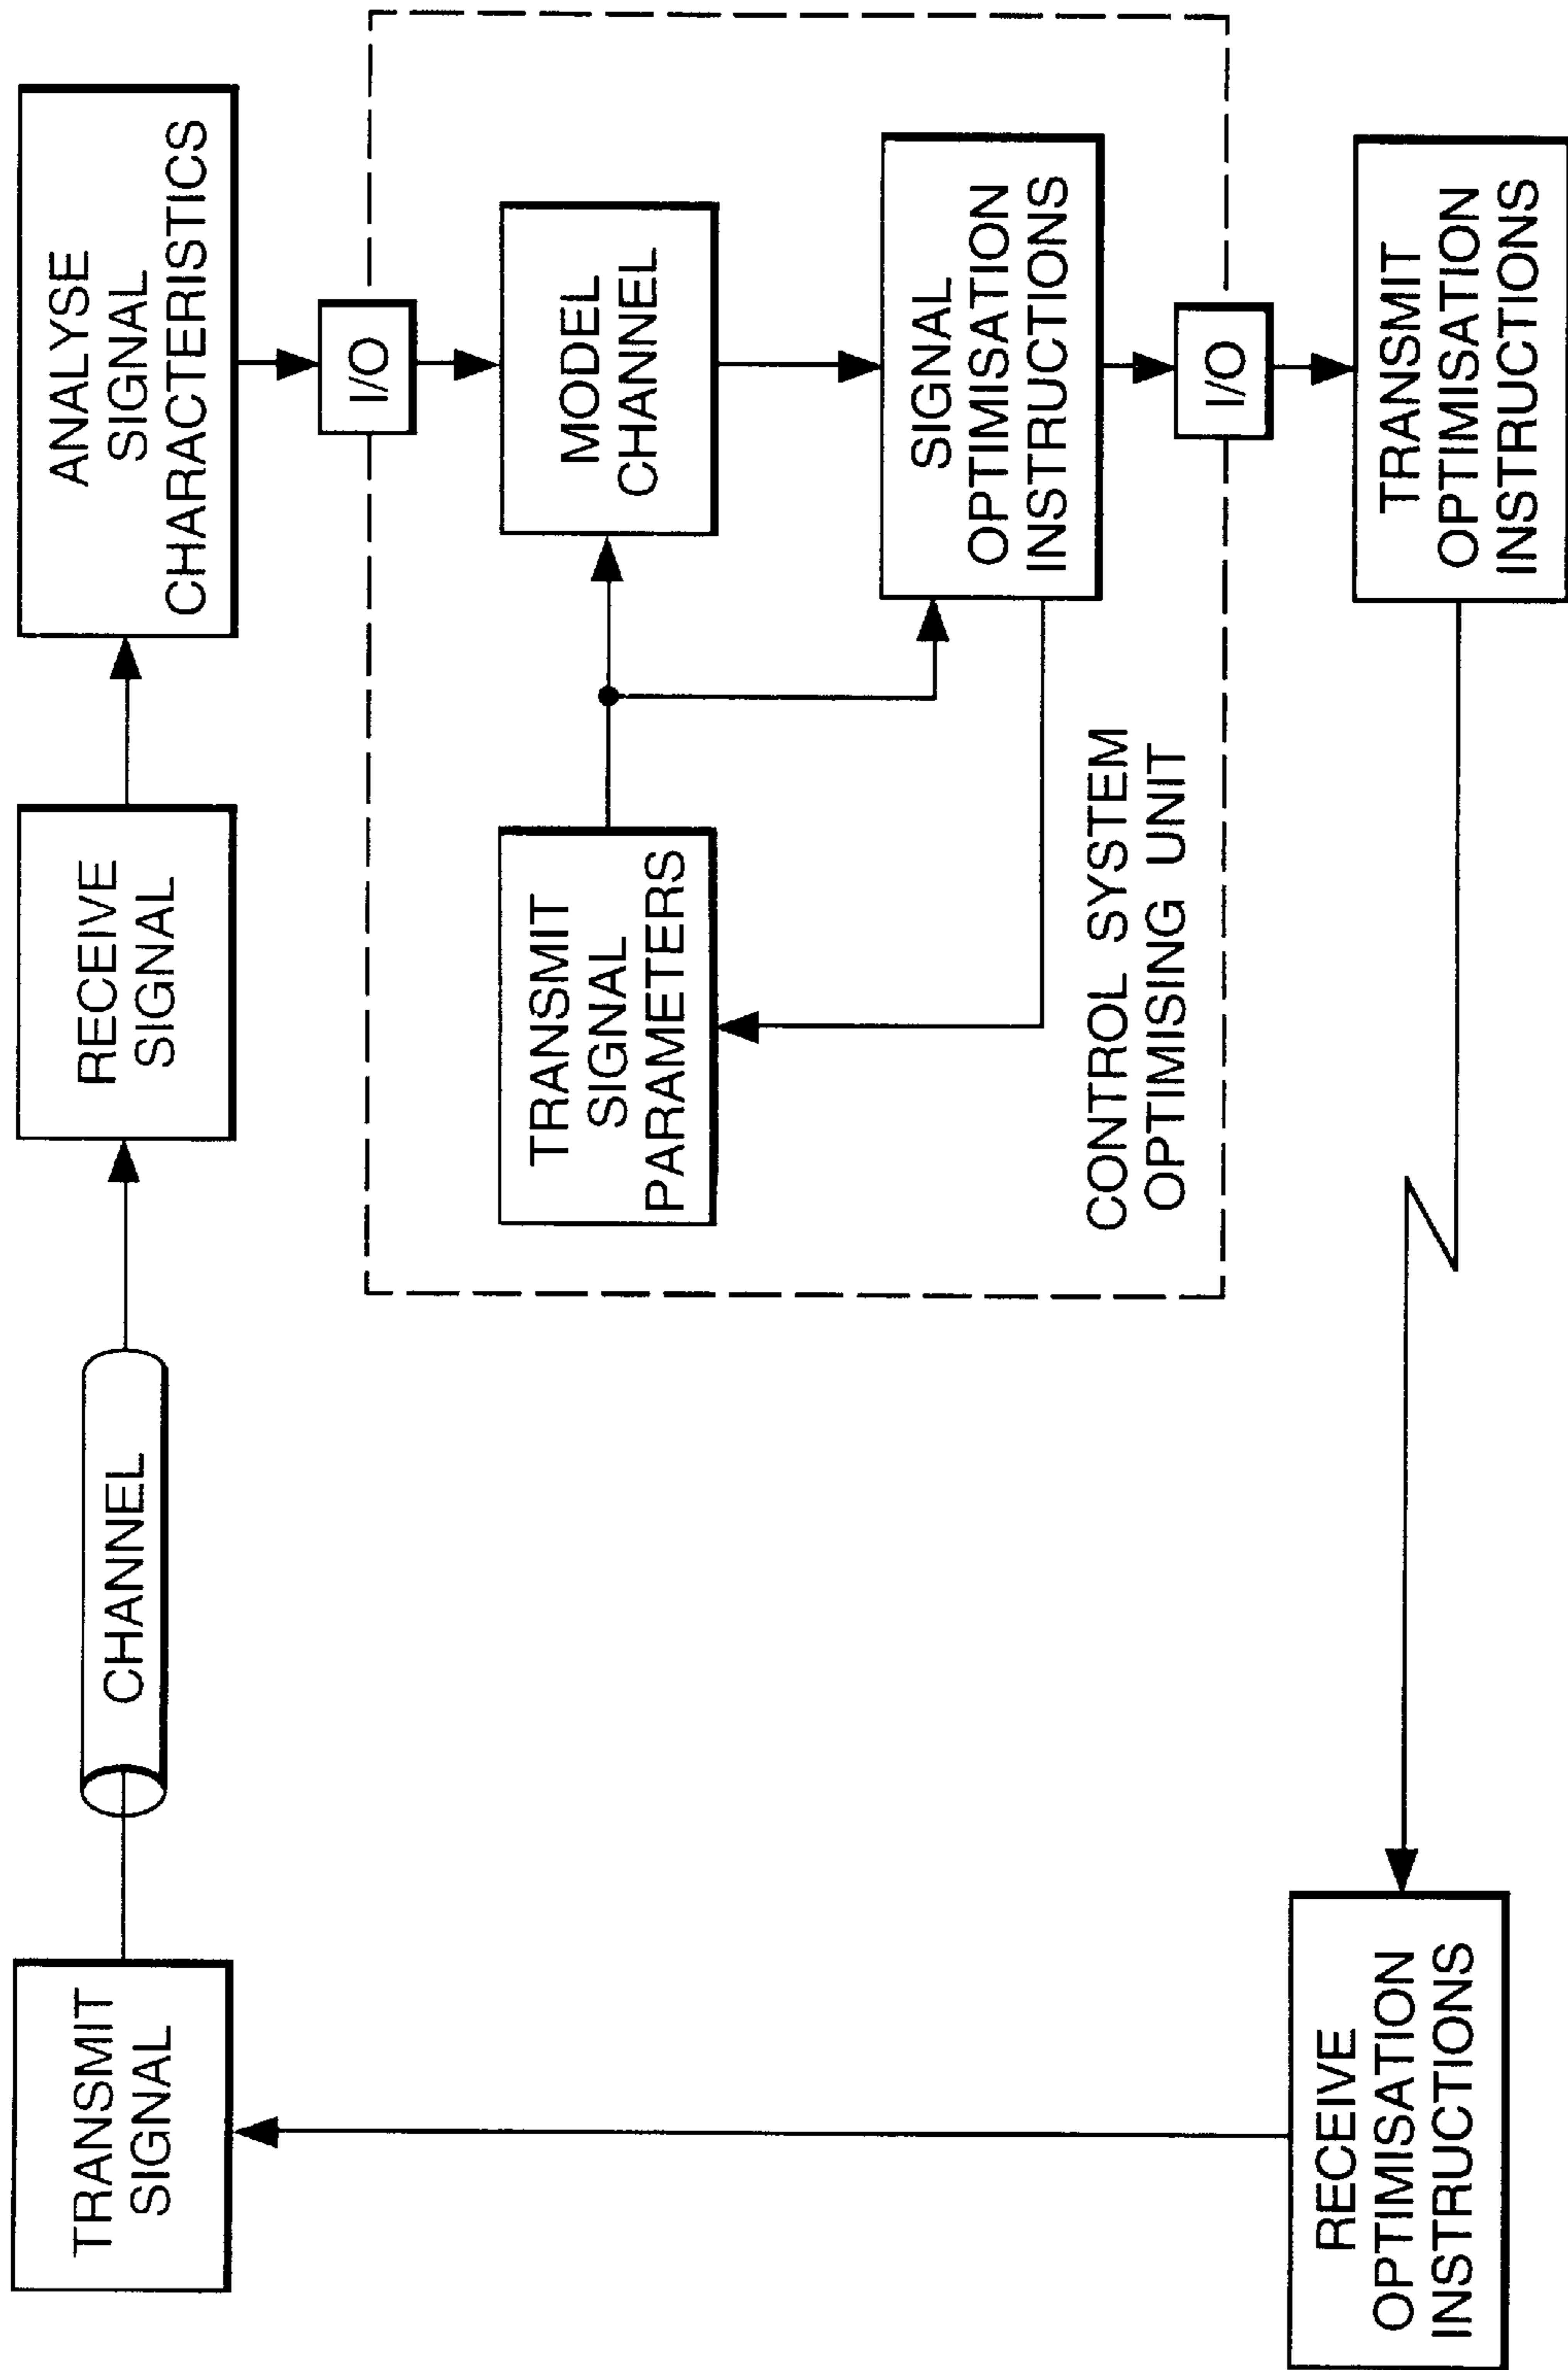 TRANSMIT
SIGNAL
CHANNEL
RECEIVE
SIGNAL
ANALYSE
SIGNAL
CHARACTERISTICS
I/O
TRANSMIT
SIGNAL
PARAMETERS
MODEL
CHANNEL
SIGNAL
OPTIMISATION
INSTRUCTIONS
CONTROL SYSTEM
OPTIMISING UNIT
I/O
RECEIVE
OPTIMISATION
INSTRUCTIONS
TRANSMIT
OPTIMISATION
INSTRUCTIONS